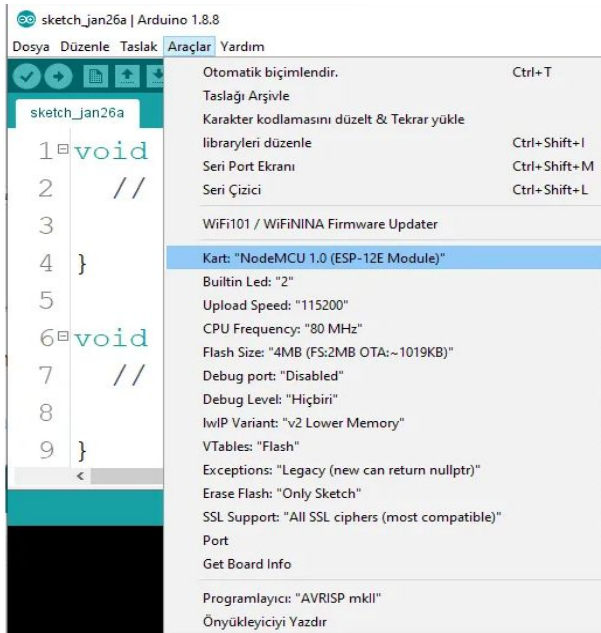 sketch_jan26a | Arduino 1.8.8
Dosya Düzenle Taslak Araçlar Yardım
sketch_jan26a
1 void
2 //
3
4 }
5
6 void
7 //
8
9 }
Otomatik biçimlendir. Ctrl+T
Taslağı Arşivle
Karakter kodlamasını düzelt & Tekrar yükle
libraryleri düzenle Ctrl+Shift+I
Seri Port Ekranı Ctrl+Shift+M
Seri Çizici Ctrl+Shift+L
WiFi101 / WiFiNINA Firmware Updater
Kart: "NodeMCU 1.0 (ESP-12E Module)"
Builtin Led: "2"
Upload Speed: "115200"
CPU Frequency: "80 MHz"
Flash Size: "4MB (FS:2MB OTA:~1019KB)"
Debug port: "Disabled"
Debug Level: "Hiçbiri"
lwIP Variant: "v2 Lower Memory"
VTables: "Flash"
Exceptions: "Legacy (new can return nullptr)"
Erase Flash: "Only Sketch"
SSL Support: "All SSL ciphers (most compatible)"
Port
Get Board Info
Programlayıcı: "AVRISP mkII"
Önyükleyiciyi Yazdır